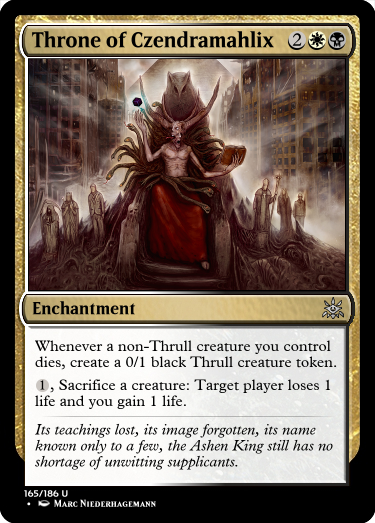 Throne of Czendramahlix 2
Enchantment
Whenever a non-Thrull creature you control
dies, create a 0/1 black Thrull creature token.
1, Sacrifice a creature: Target player loses 1
life and you gain 1 life.
Its teachings lost, its image forgotten, its name
known only to a few, the Ashen King still has no
shortage of unwitting supplicants.
165/186 U
• Marc Niederhagemann